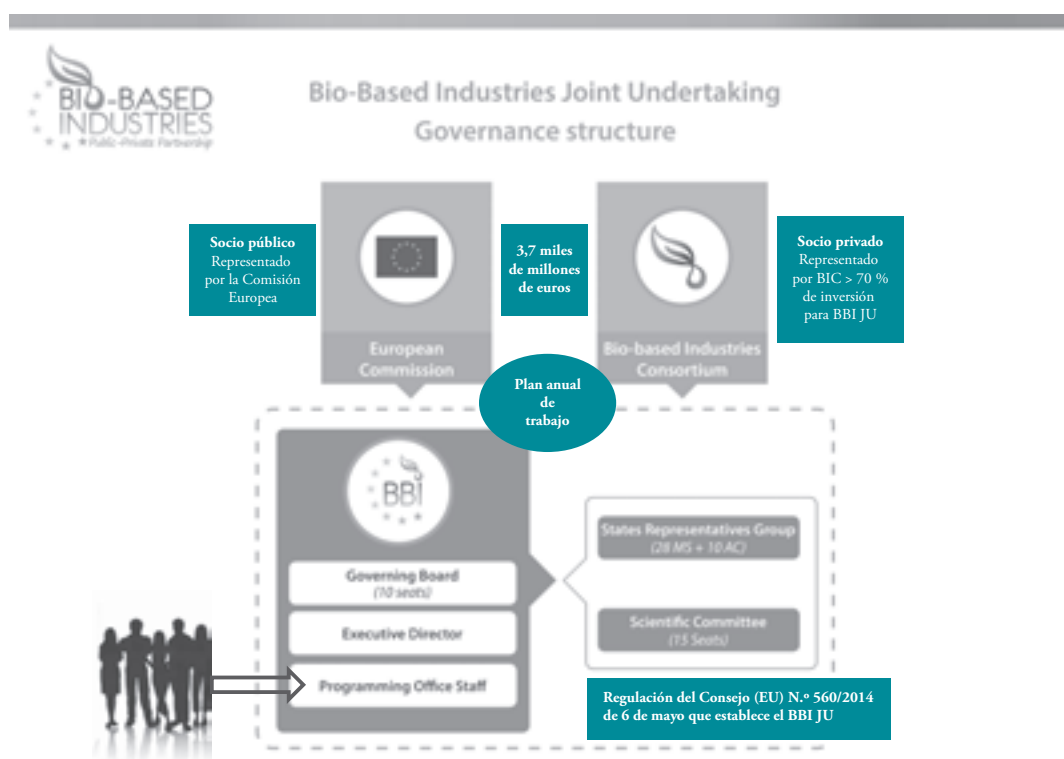 BIO-BASED
INDUSTRIES
Public-Private Partnership
Bio-Based Industries Joint Undertaking
Governance structure
Socio público
Representado
por la Comisión
Europea
3,7 miles
de millones
de euros
Socio privado
Representado
por BIC > 70 %
de inversión
para BBI JU
European
Commission
Bio-based Industries
Consortium
Plan anual
de
trabajo
BBI
Governing Board
(10 seats)
Executive Director
Programming Office Staff
States Representatives Group
(28 MS + 10 AC)
Scientific Committee
(15 Seats)
Regulación del Consejo (EU) N.º 560/2014
de 6 de mayo que establece el BBI JU